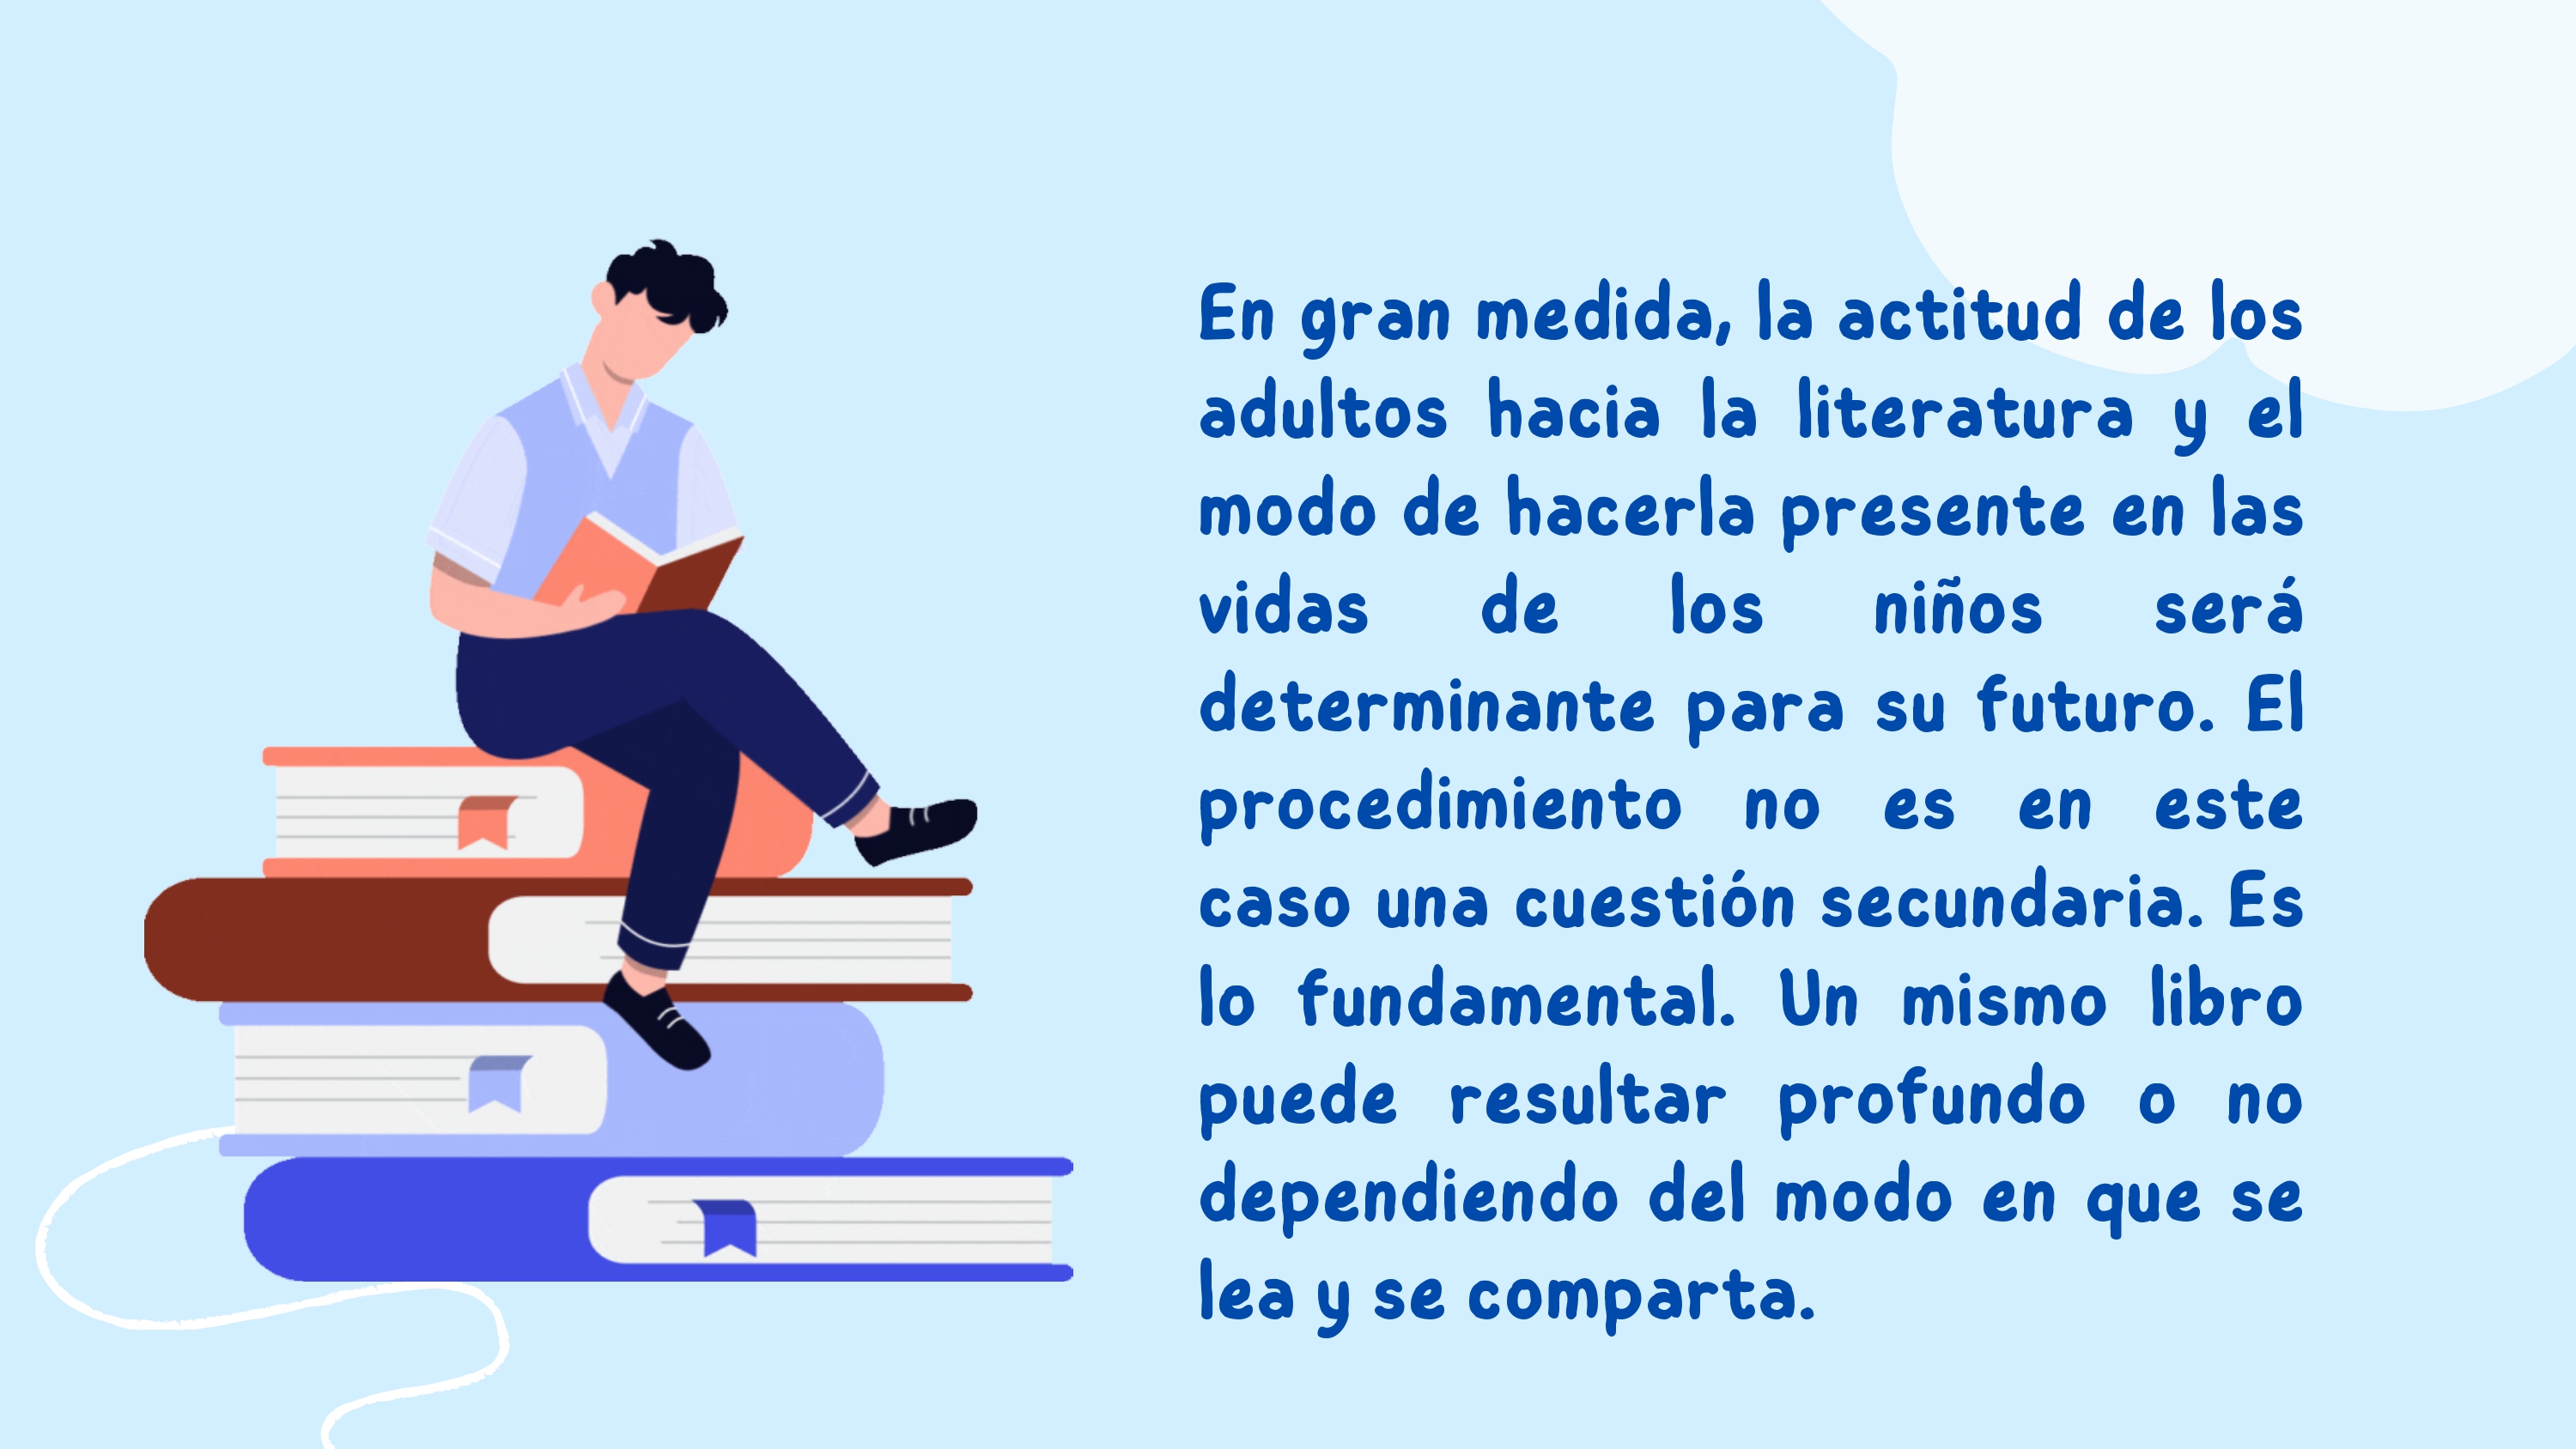 En gran medida, la actitud de los
adultos hacia la literatura y el
modo de hacerla presente en las
vidas de los niños será
determinante para su futuro. El
procedimiento no es en este
caso una cuestión secundaria. Es
lo fundamental. Un mismo libro
puede resultar profundo o no
dependiendo del modo en que se
lea y se comparta.